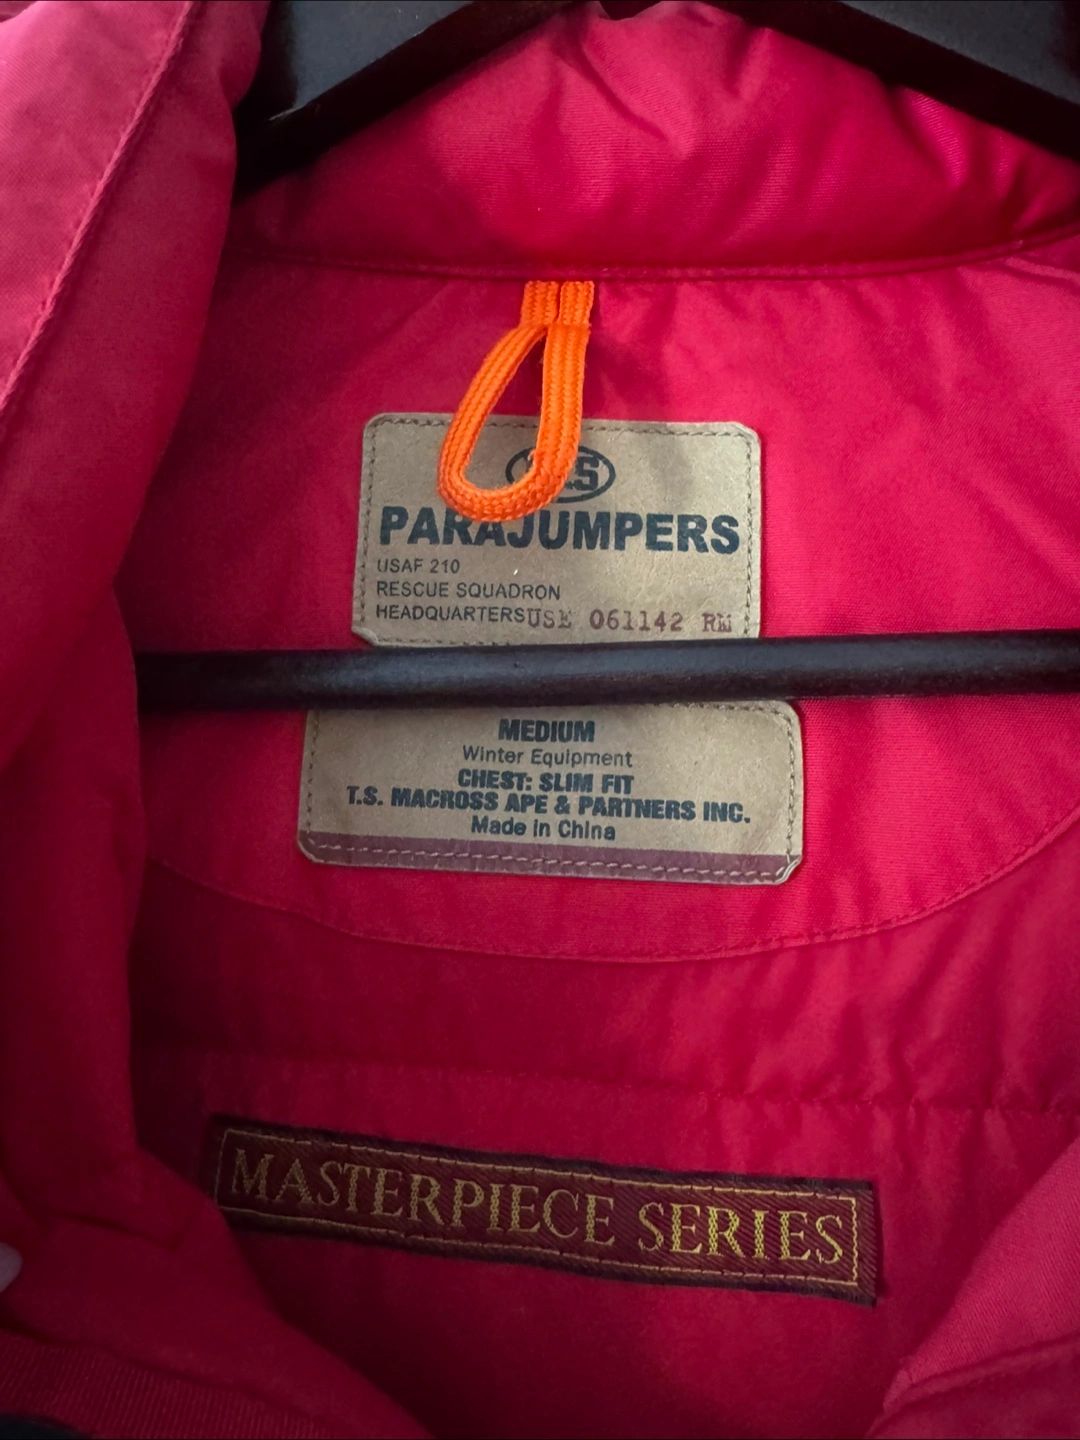 PARAJUMPERS
USAF 210
RESCUE SQUADRON
HEADQUARTERS USE 061142 RM
MEDIUM
Winter Equipment
CHEST: SLIM FIT
T.S. MACROSS APE & PARTNERS INC.
Made in China
MASTERPIECE SERIES